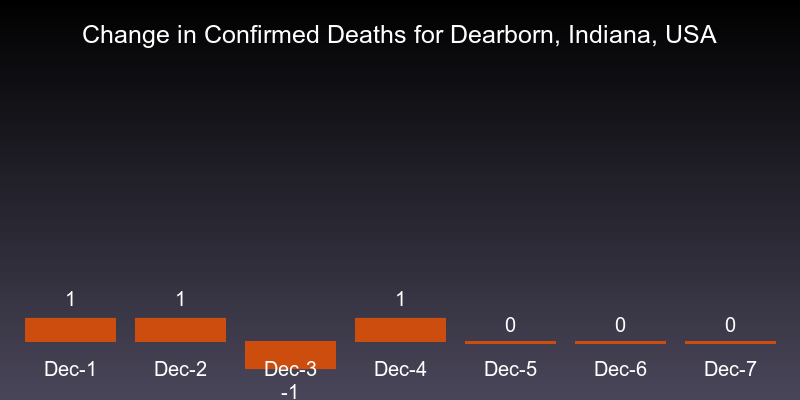 Change in Confirmed Deaths for Dearborn, Indiana, USA
1 1 1 0 0 0
Dec-1 Dec-2 Dec-3 Dec-4 Dec-5 Dec-6 Dec-7
-1